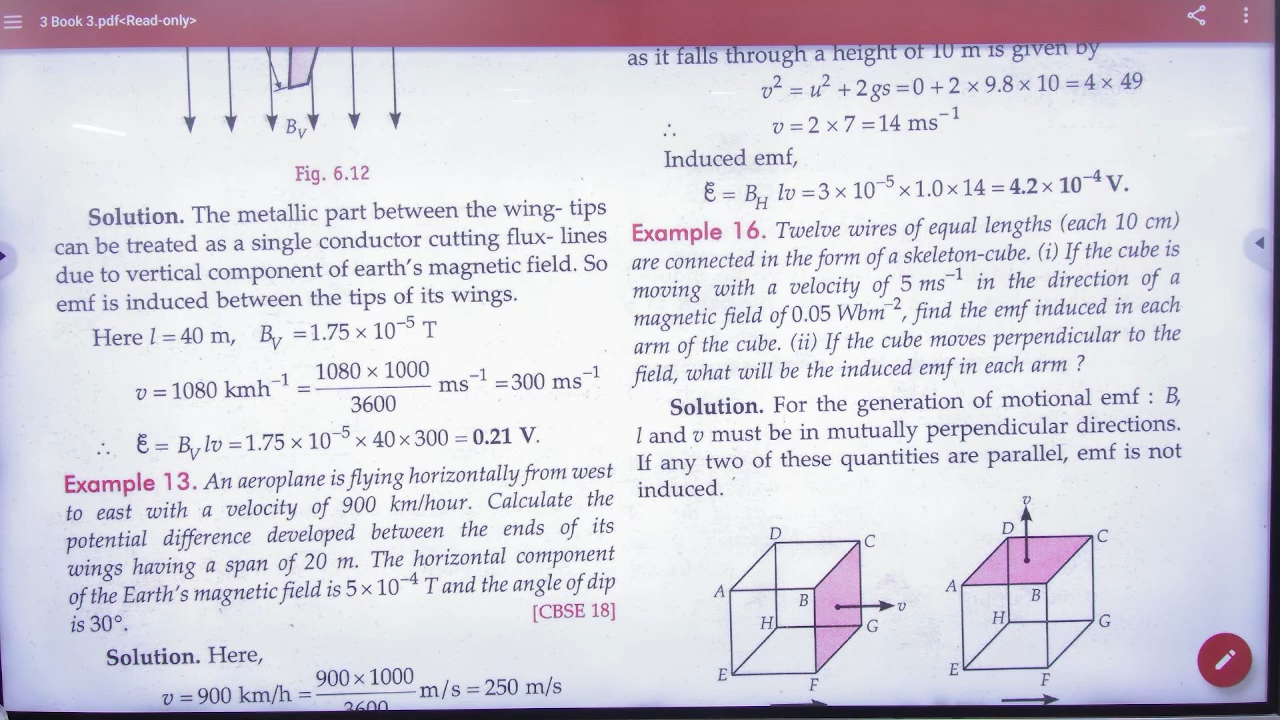 3 Book 3.pdf<Read-only>
B_V
Fig. 6.12
Solution. The metallic part between the wing- tips
can be treated as a single conductor cutting flux- lines
due to vertical component of earth's magnetic field. So
emf is induced between the tips of its wings.
Here l = 40 m, B_V = 1.75 × 10⁻⁵ T
v = 1080 kmh⁻¹ = 1080 × 1000 / 3600 ms⁻¹ = 300 ms⁻¹
∴ ℰ = B_V lv = 1.75 × 10⁻⁵ × 40 × 300 = 0.21 V.
Example 13. An aeroplane is flying horizontally from west
to east with a velocity of 900 km/hour. Calculate the
potential difference developed between the ends of its
wings having a span of 20 m. The horizontal component
of the Earth's magnetic field is 5 × 10⁻⁴ T and the angle of dip
is 30°. [CBSE 18]
Solution. Here,
v = 900 km/h = 900 × 1000 / 3600 m/s = 250 m/s
as it falls through a height of 10 m is given by
v² = u² + 2gs = 0 + 2 × 9.8 × 10 = 4 × 49
∴ v = 2 × 7 = 14 ms⁻¹
Induced emf,
ℰ = B_H lv = 3 × 10⁻⁵ × 1.0 × 14 = 4.2 × 10⁻⁴ V.
Example 16. Twelve wires of equal lengths (each 10 cm)
are connected in the form of a skeleton-cube. (i) If the cube is
moving with a velocity of 5 ms⁻¹ in the direction of a
magnetic field of 0.05 Wbm⁻², find the emf induced in each
arm of the cube. (ii) If the cube moves perpendicular to the
field, what will be the induced emf in each arm ?
Solution. For the generation of motional emf : B,
l and v must be in mutually perpendicular directions.
If any two of these quantities are parallel, emf is not
induced.
D C
A B v
H G
E F
v
D C
A B
H G
E F